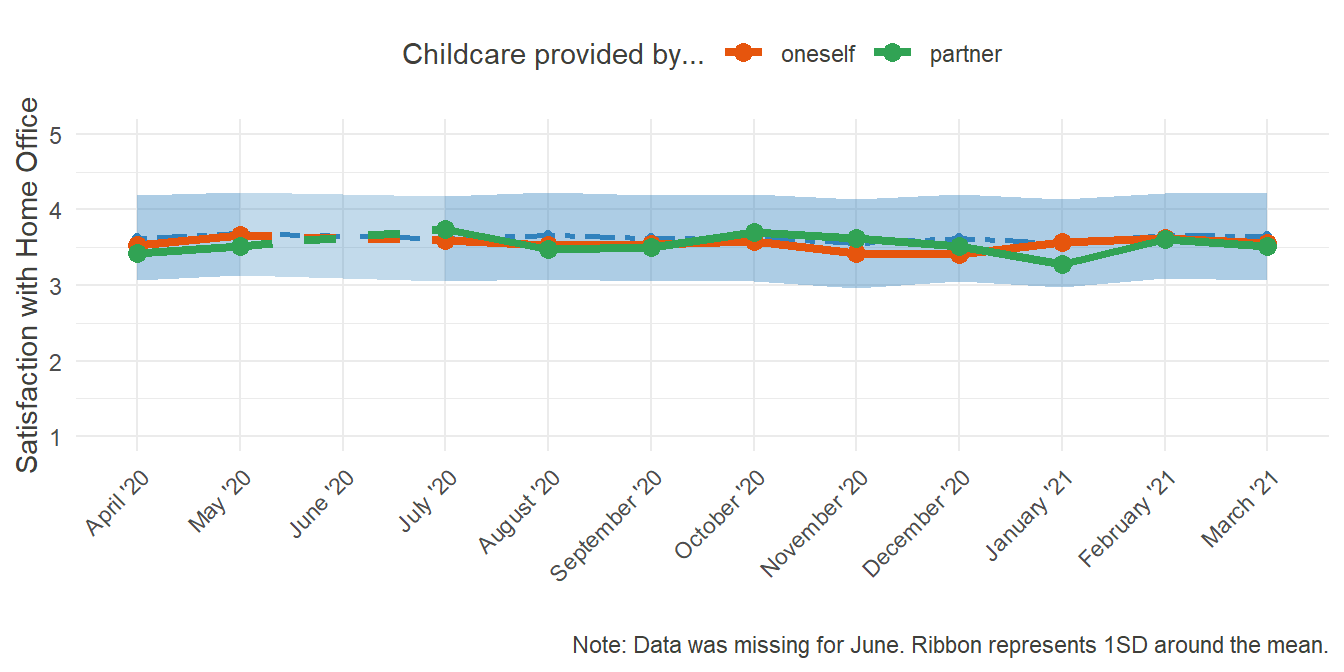 Childcare provided by... oneself partner
Satisfaction with Home Office
5
4
3
2
1
April '20
May '20
June '20
July '20
August '20
September '20
October '20
November '20
December '20
January '21
February '21
March '21
Note: Data was missing for June. Ribbon represents 1SD around the mean.